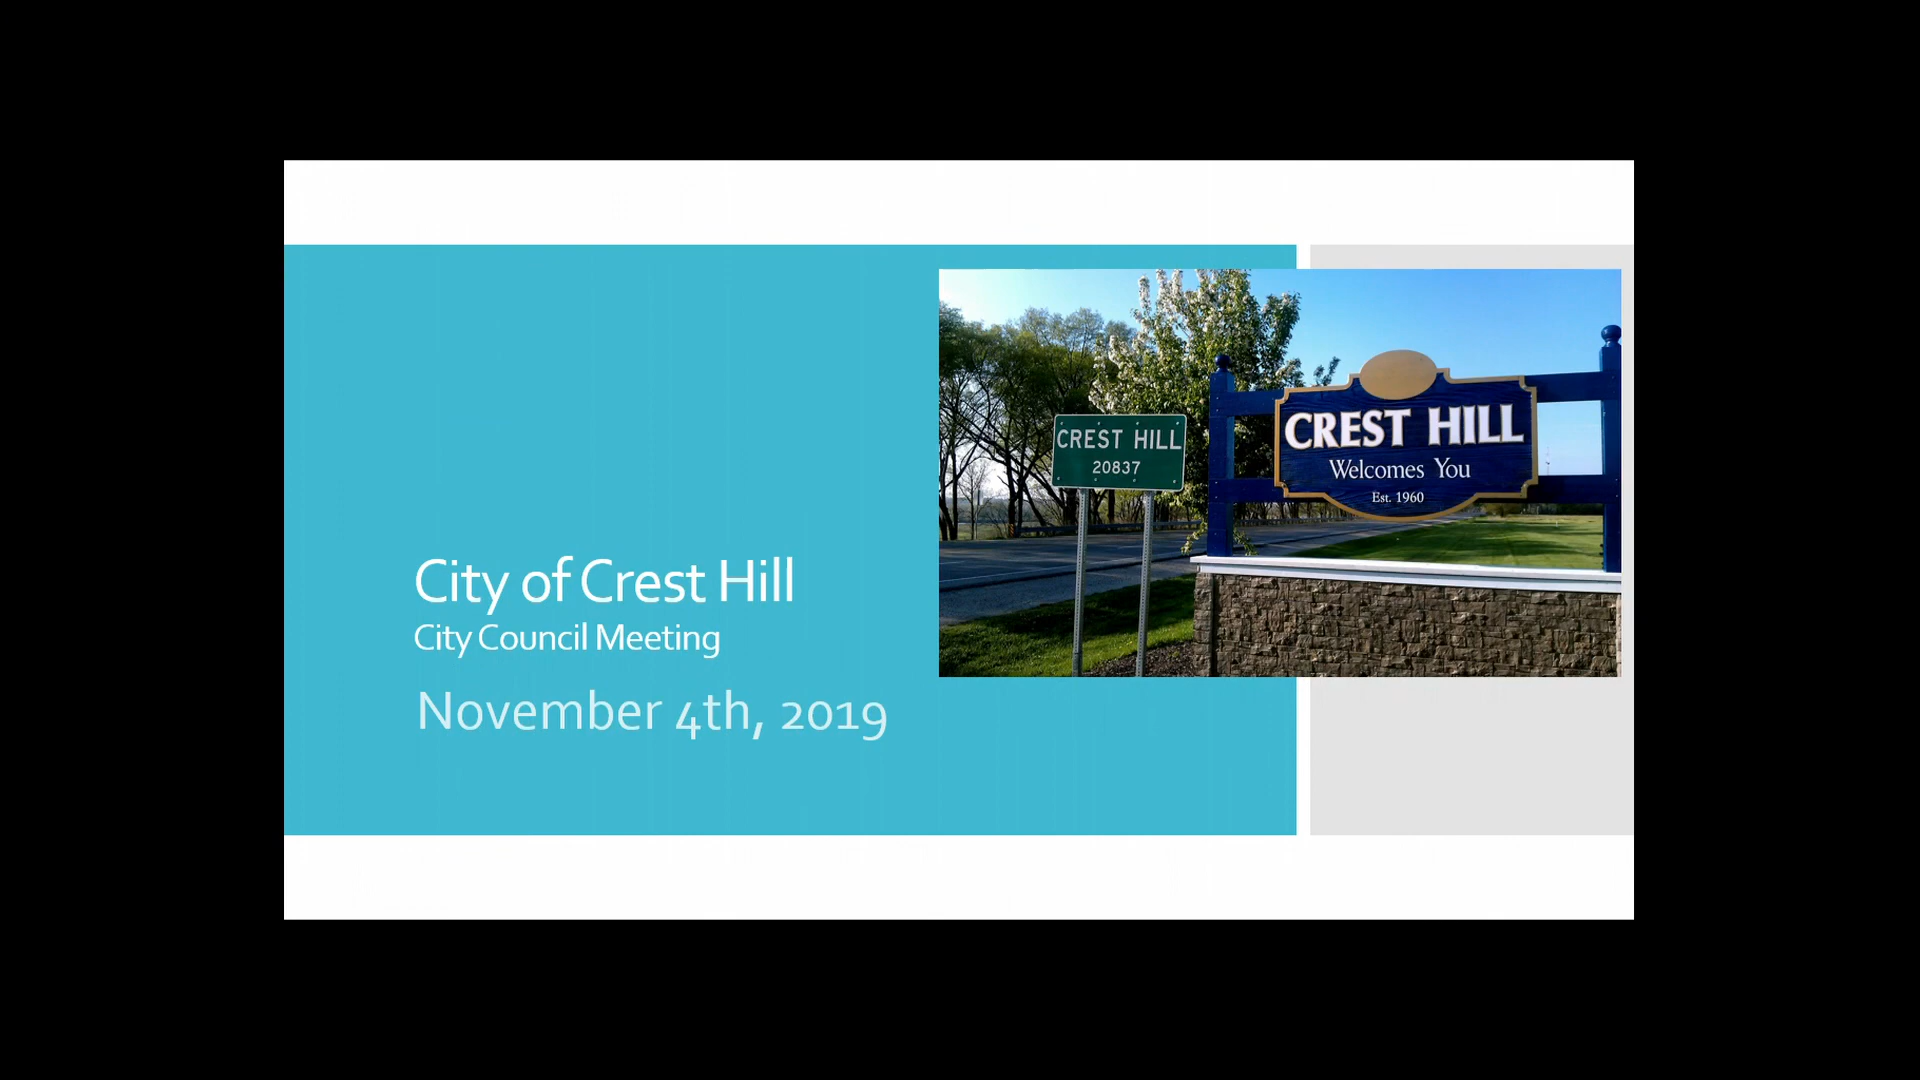 City of Crest Hill
City Council Meeting
November 4th, 2019
CREST HILL
20837
CREST HILL
Welcomes You
Est. 1960